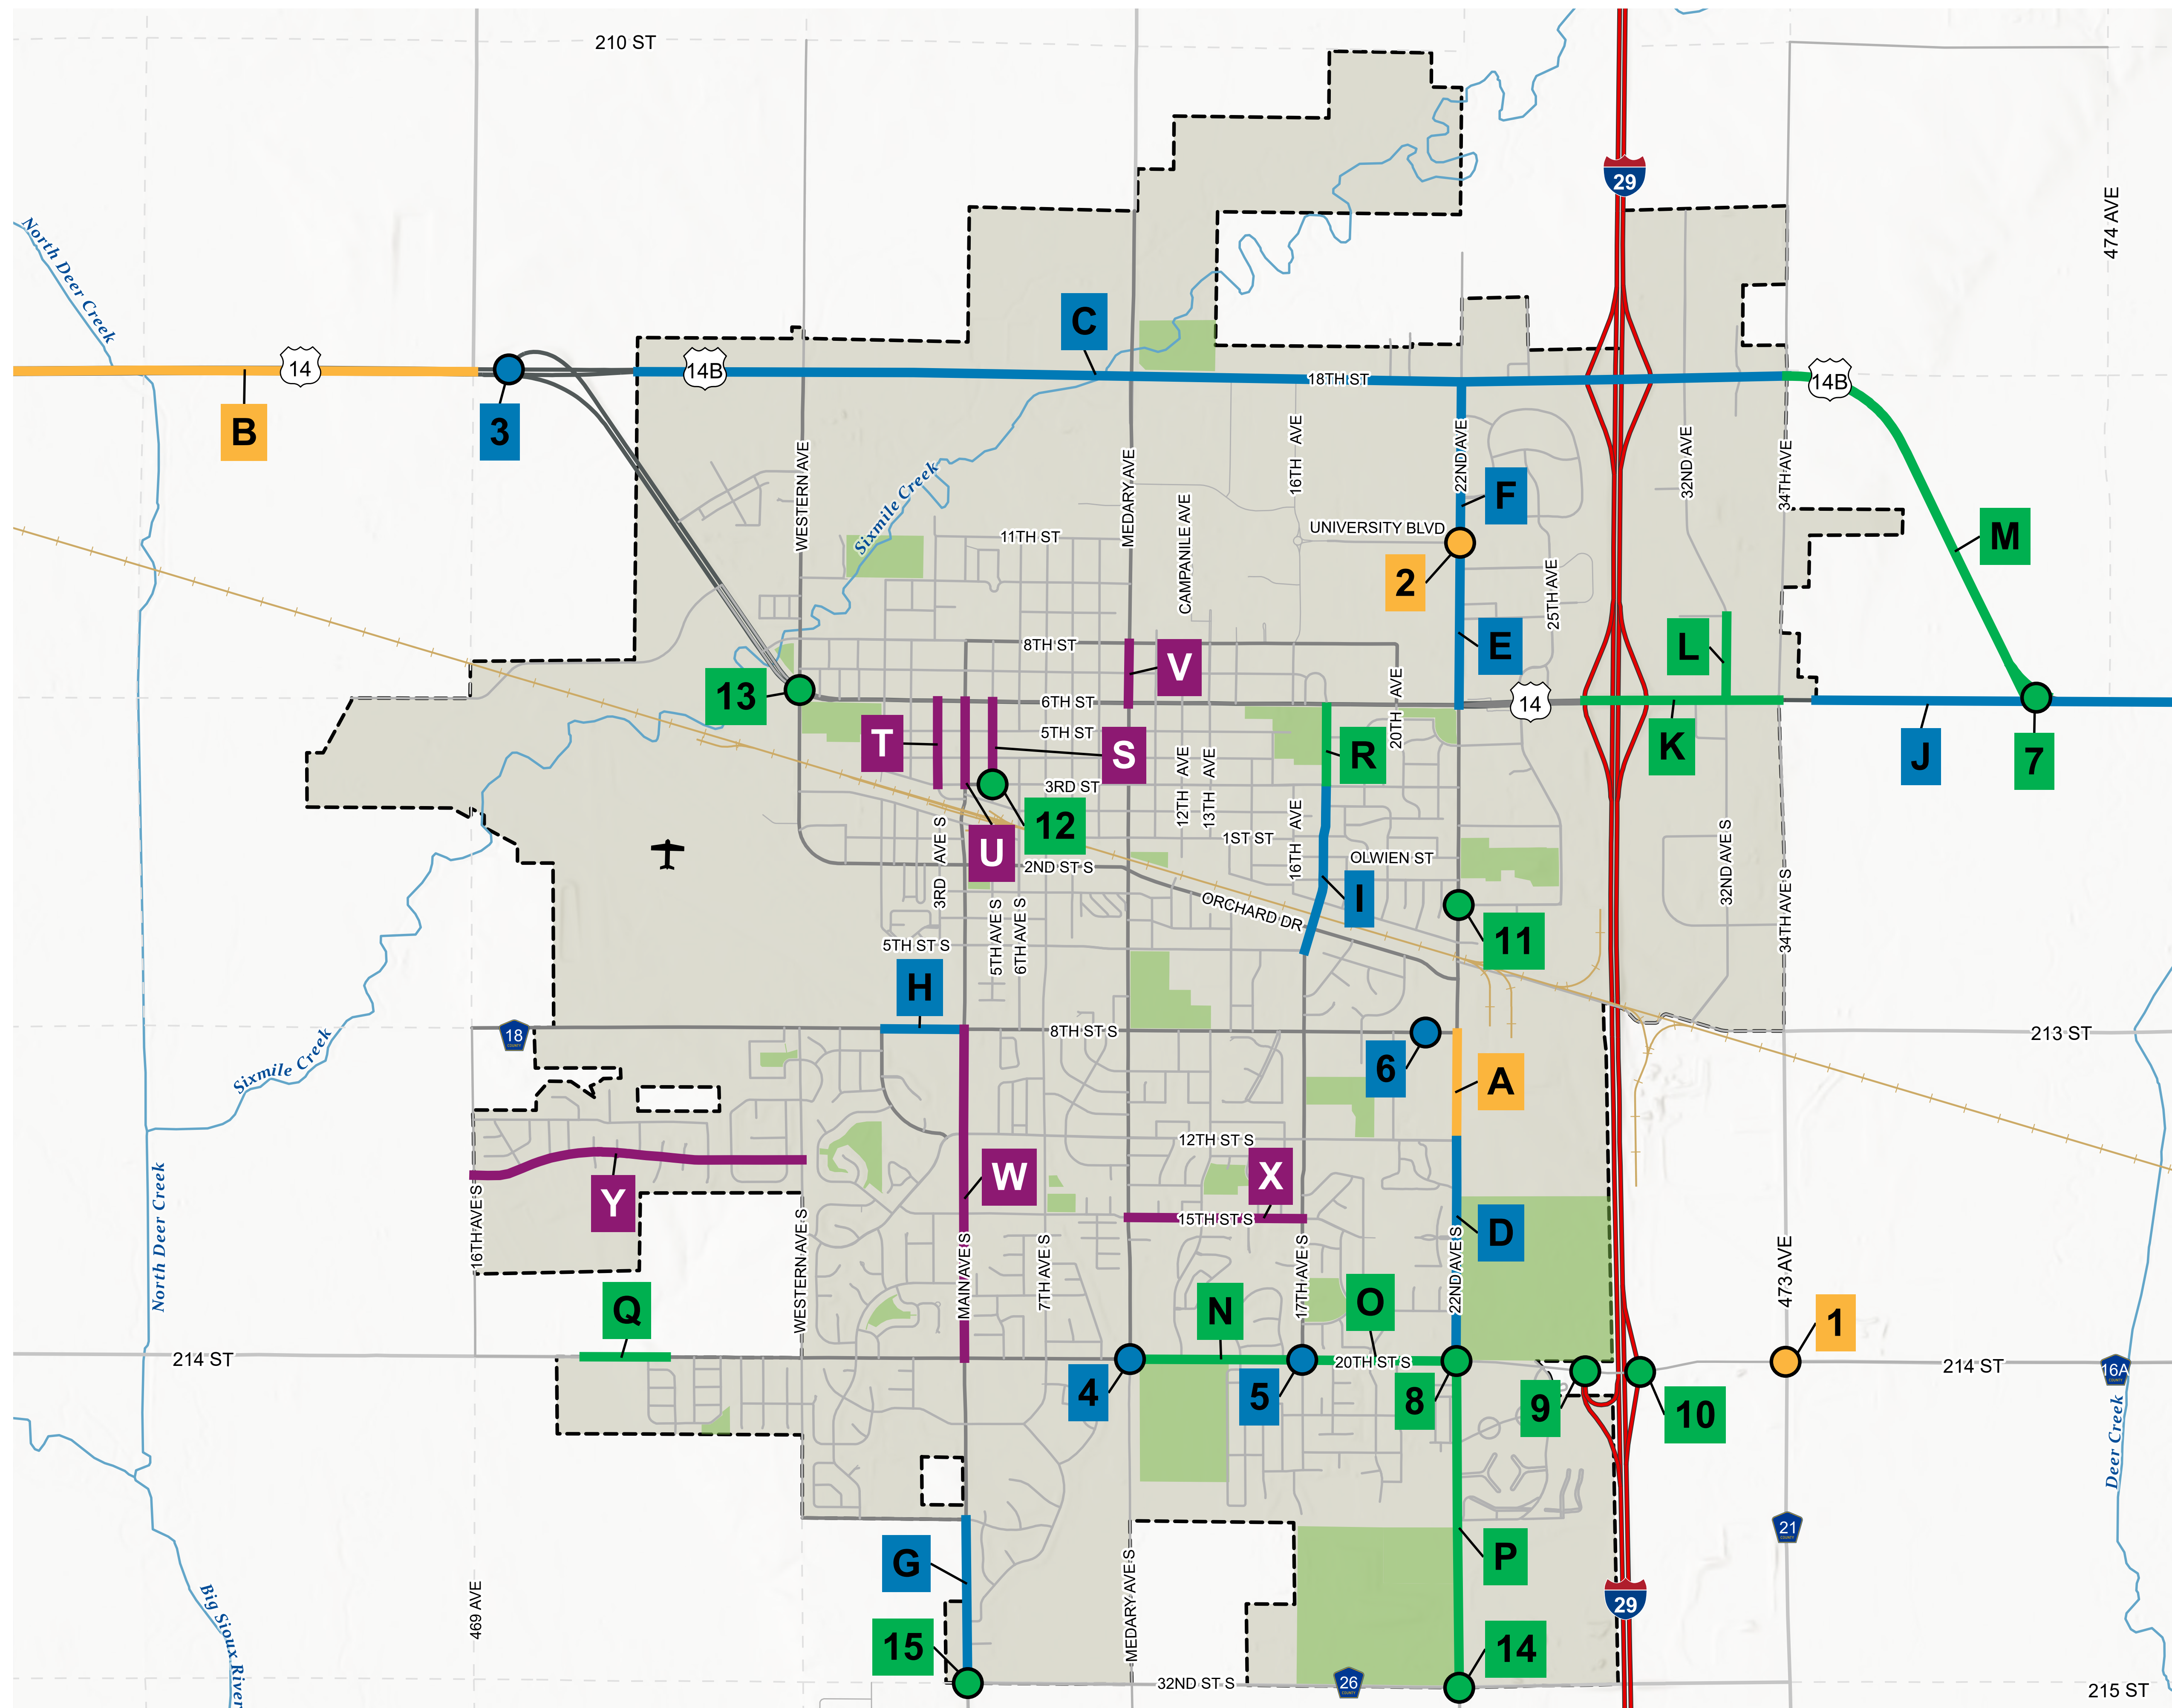 210 ST
29
474 AVE
North Deer Creek
C
14
14B
18TH ST
14B
B
3
WESTERN AVE
Sixmile Creek
MEDARY AVE
CAMPANILE AVE
16TH AVE
22ND AVE
32ND AVE
34TH AVE
F
11TH ST
UNIVERSITY BLVD
M
2
25TH AVE
8TH ST
E
L
V
13
6TH ST
20TH AVE
14
T
5TH ST
S
R
K
J
7
3RD ST
12TH AVE
13TH AVE
16TH AVE
12
1ST ST
U
2ND ST S
OLWIEN ST
3RD AVE S
32ND AVE S
34TH AVE S
I
ORCHARD DR
5TH AVE S
6TH AVE S
11
5TH ST S
H
18
COUNTY
8TH ST S
213 ST
Sixmile Creek
6
A
12TH ST S
Y
W
X
15TH ST S
D
North Deer Creek
16TH AVE S
WESTERN AVE S
MAIN AVE S
7TH AVE S
17TH AVE S
22ND AVE S
473 AVE
Q
N
O
1
214 ST
20TH ST S
214 ST
16A
COUNTY
4
5
8
9
10
Deer Creek
21
COUNTY
G
P
469 AVE
MEDARY AVE S
Big Sioux River
29
15
14
32ND ST S
26
COUNTY
215 ST